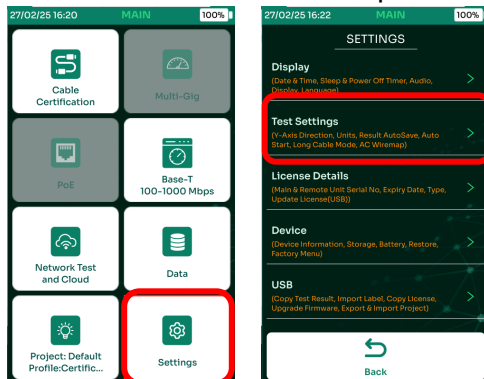 27/02/25 16:20 MAIN 100%
Cable
Certification
Multi-Gig
PoE
Base-T
100-1000 Mbps
Network Test
and Cloud
Data
Project: Default
Profile:Certific...
Settings
27/02/25 16:22 MAIN 100%
SETTINGS
Display
(Date & Time, Sleep & Power Off Timer, Audio,
Display, Language)
Test Settings
(Y-Axis Direction, Units, Result AutoSave, Auto
Start, Long Cable Mode, AC Wiremap)
License Details
(Main & Remote Unit Serial No, Expiry Date, Type,
Update License(USB))
Device
(Device Information, Storage, Battery, Restore,
Factory Menu)
USB
(Copy Test Result, Import Label, Copy License,
Upgrade Firmware, Export & Import Project)
Back